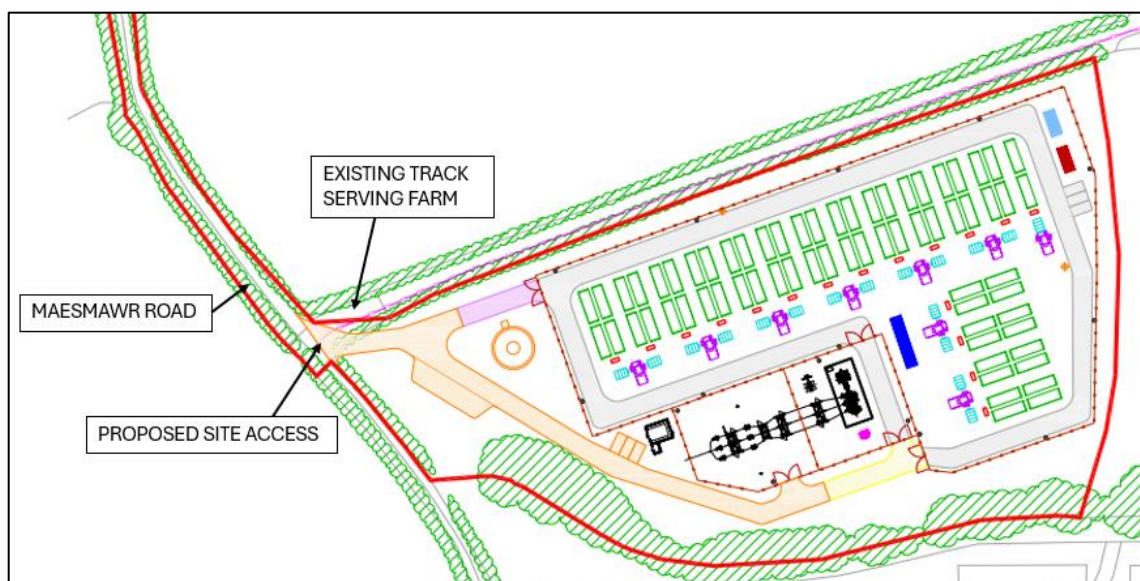 EXISTING TRACK
SERVING FARM
MAESMAWR ROAD
PROPOSED SITE ACCESS